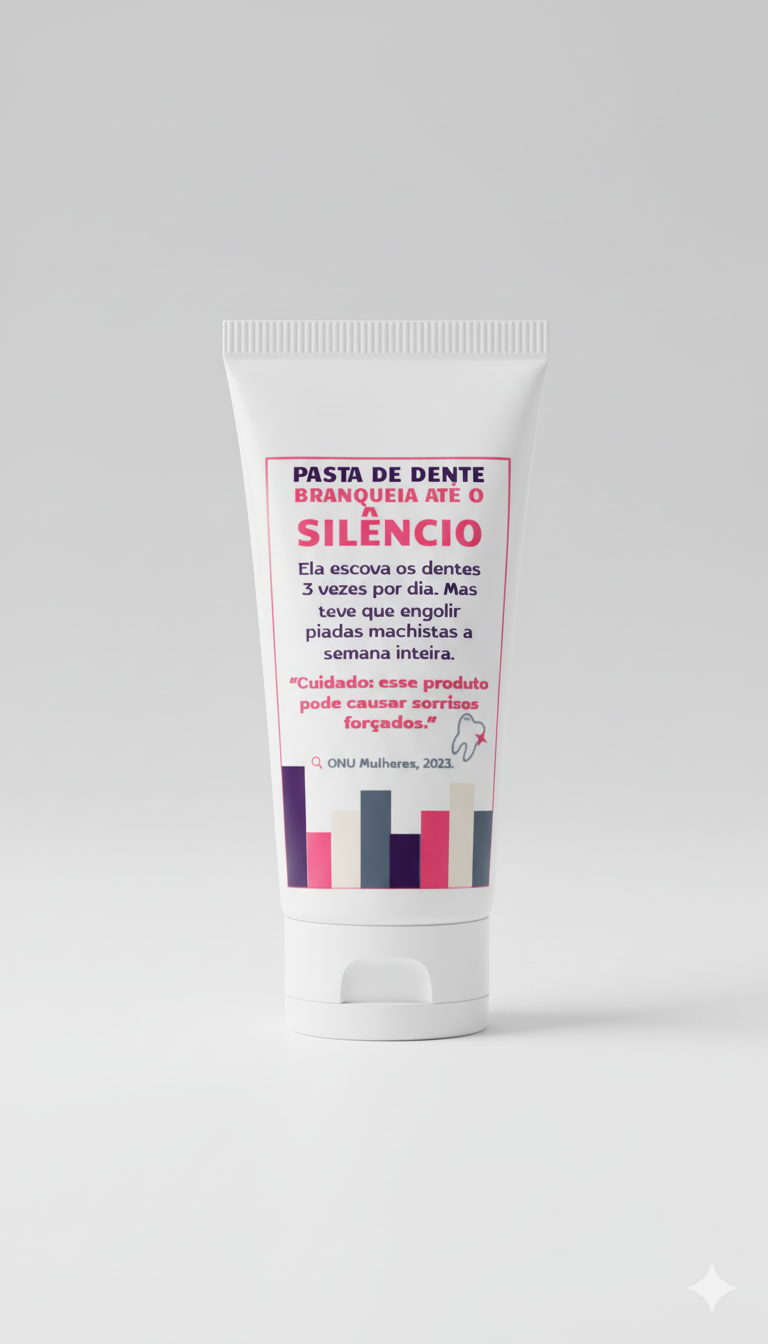 PASTA DE DENTE
BRANQUEIA ATÉ O
SILÊNCIO
Ela escova os dentes
3 vezes por dia. Mas
teve que engolir
piadas machistas a
semana inteira.
"Cuidado: esse produto
pode causar sorrisos
forçados."
ONU Mulheres, 2023.